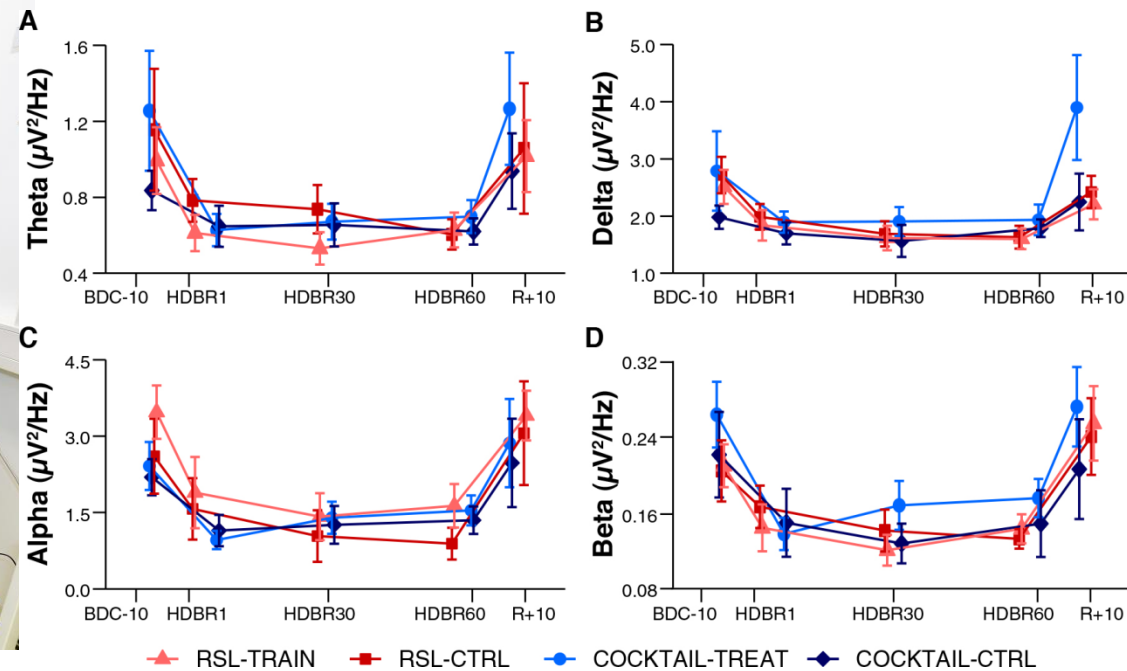 A
Theta (µV²/Hz)
1.6
1.2
0.8
0.4
BDC-10 HDBR1 HDBR30 HDBR60 R+10
B
Delta (µV²/Hz)
5.0
4.0
3.0
2.0
1.0
BDC-10 HDBR1 HDBR30 HDBR60 R+10
C
Alpha (µV²/Hz)
4.5
3.0
1.5
0.0
BDC-10 HDBR1 HDBR30 HDBR60 R+10
D
Beta (µV²/Hz)
0.32
0.24
0.16
0.08
BDC-10 HDBR1 HDBR30 HDBR60 R+10
RSL-TRAIN RSL-CTRL COCKTAIL-TREAT COCKTAIL-CTRL